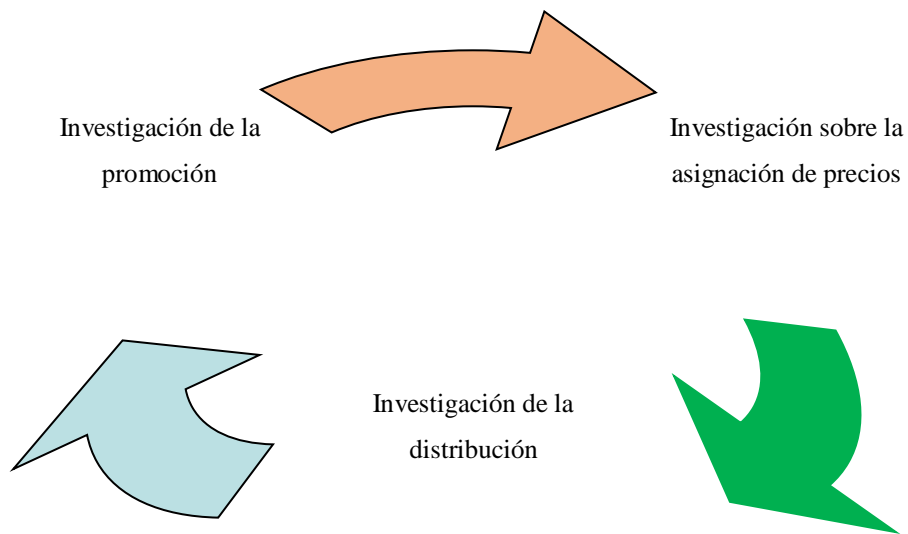 Investigación de la
promoción
Investigación sobre la
asignación de precios
Investigación de la
distribución